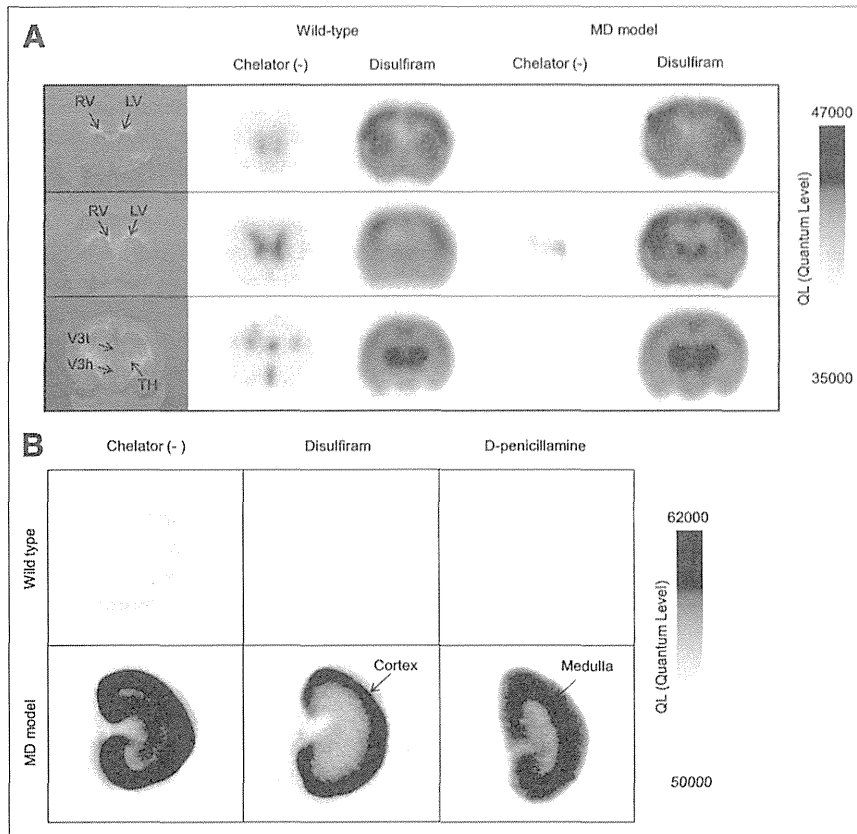 A
Wild-type
MD model
Chelator (-)
Disulfiram
Chelator (-)
Disulfiram
RV
LV
RV
LV
V3t
V3h
TH
47000
QL (Quantum Level)
35000
B
Chelator (-)
Disulfiram
D-penicillamine
Wild type
MD model
Cortex
Medulla
62000
QL (Quantum Level)
50000